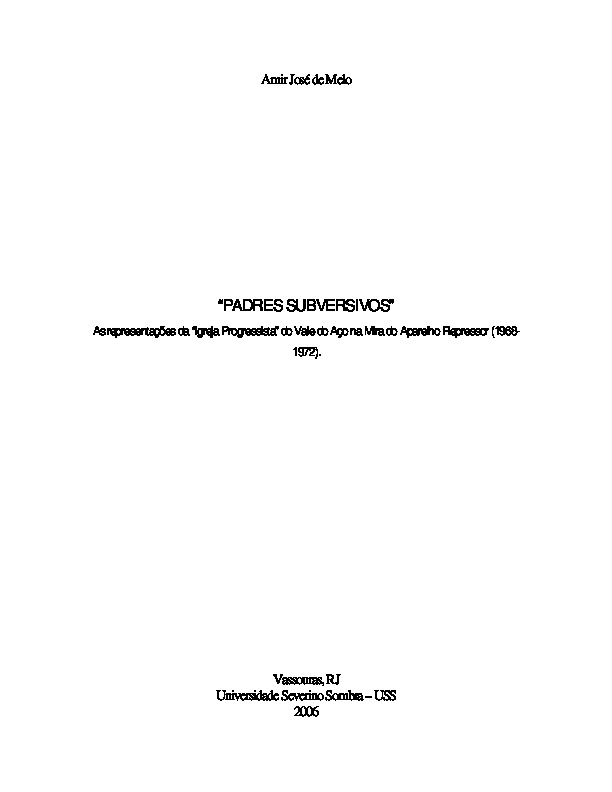 Amir José de Melo
“PADRES SUBVERSIVOS”
As representações da “Igreja Progressista” do Vale do Aço na Mira do Aparelho Repressor (1968-
1972).
Vassouras, RJ
Universidade Severino Sombra – USS
2006